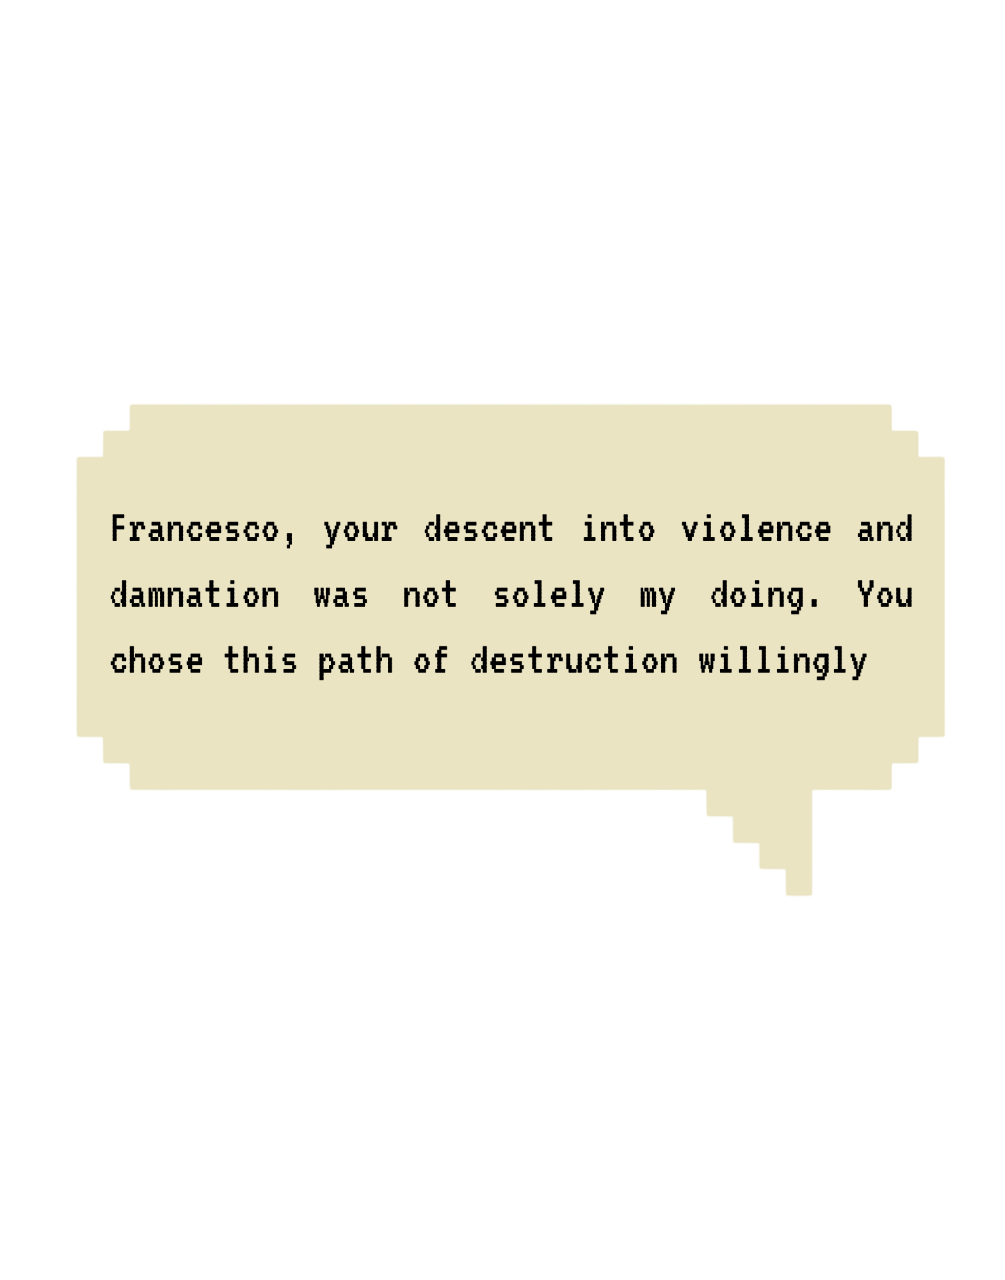 Francesco, your descent into violence and
damnation was not solely my doing. You
chose this path of destruction willingly